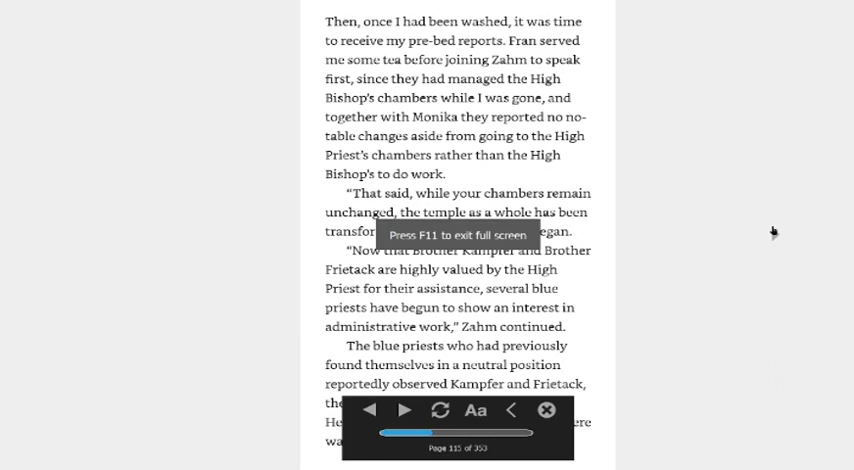 Then, once I had been washed, it was time
to receive my pre-bed reports. Fran served
me some tea before joining Zahm to speak
first, since they had managed the High
Bishop's chambers while I was gone, and
together with Monika they reported no no-
table changes aside from going to the High
Priest's chambers rather than the High
Bishop's to do work.
“That said, while your chambers remain
unchanged, the temple as a whole has been
Press F11 to exit full screen
“Now that Brother Kampfer and Brother
Frietack are highly valued by the High
Priest for their assistance, several blue
priests have begun to show an interest in
administrative work,” Zahm continued.
The blue priests who had previously
found themselves in a neutral position
reportedly observed Kampfer and Frietack,
Aa
Page 115 of 353